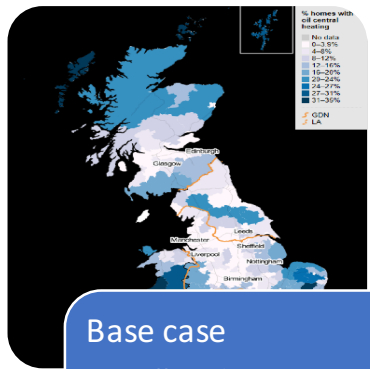 % homes with
oil central
heating
No data
0–3.9%
4–8%
8–12%
12–16%
16–20%
20–24%
24–27%
27–31%
31–35%
GDN
LA
Edinburgh
Glasgow
Leeds
Manchester
Sheffield
Liverpool
Nottingham
Birmingham
Base case